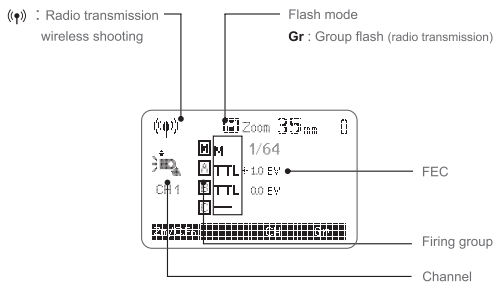 ((•)) : Radio transmission
wireless shooting
Flash mode
Gr : Group flash (radio transmission)
Zoom 35mm
M M 1/64
A TTL +1.0 EV
CH 1
B TTL 0.0 EV
C —
CH Gr
FEC
Firing group
Channel